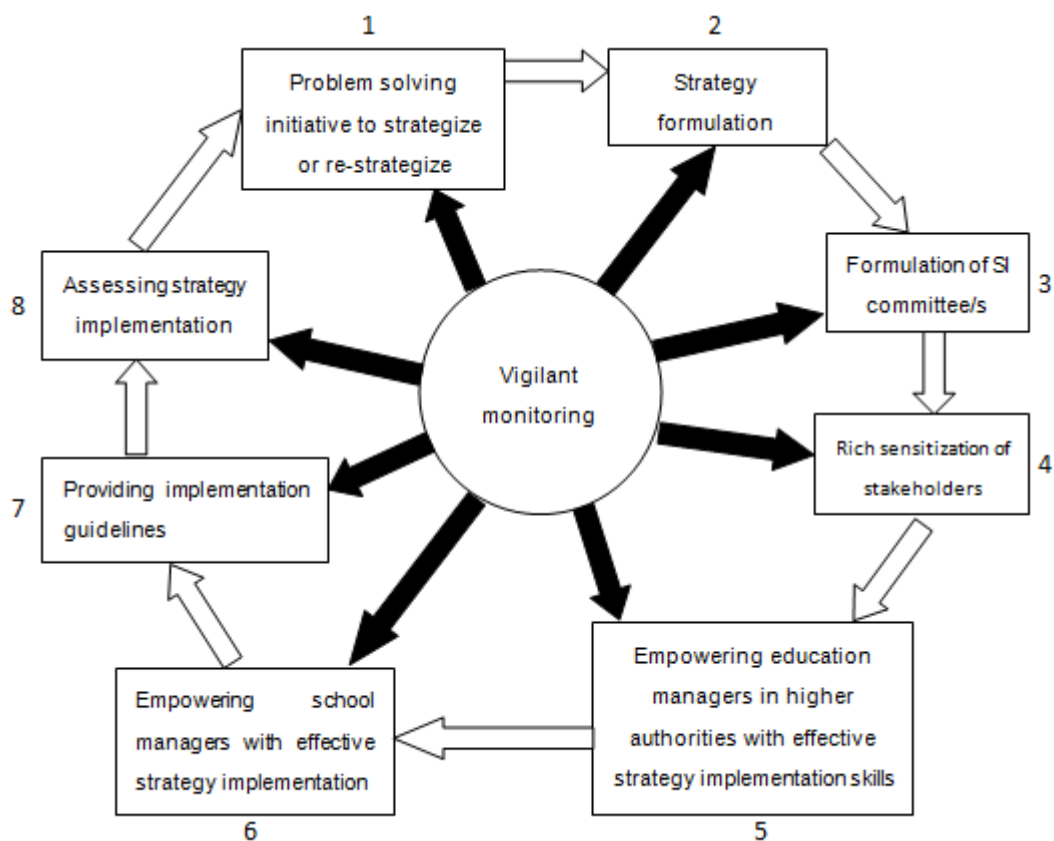 1
Problem solving
initiative to strategize
or re-strategize
2
Strategy
formulation
Formulation of SI
committee/s
3
Rich sensitization of
stakeholders
4
Empowering education
managers in higher
authorities with effective
strategy implementation skills
5
Empowering school
managers with effective
strategy implementation
6
Providing implementation
guidelines
7
Assessing strategy
implementation
8
Vigilant
monitoring